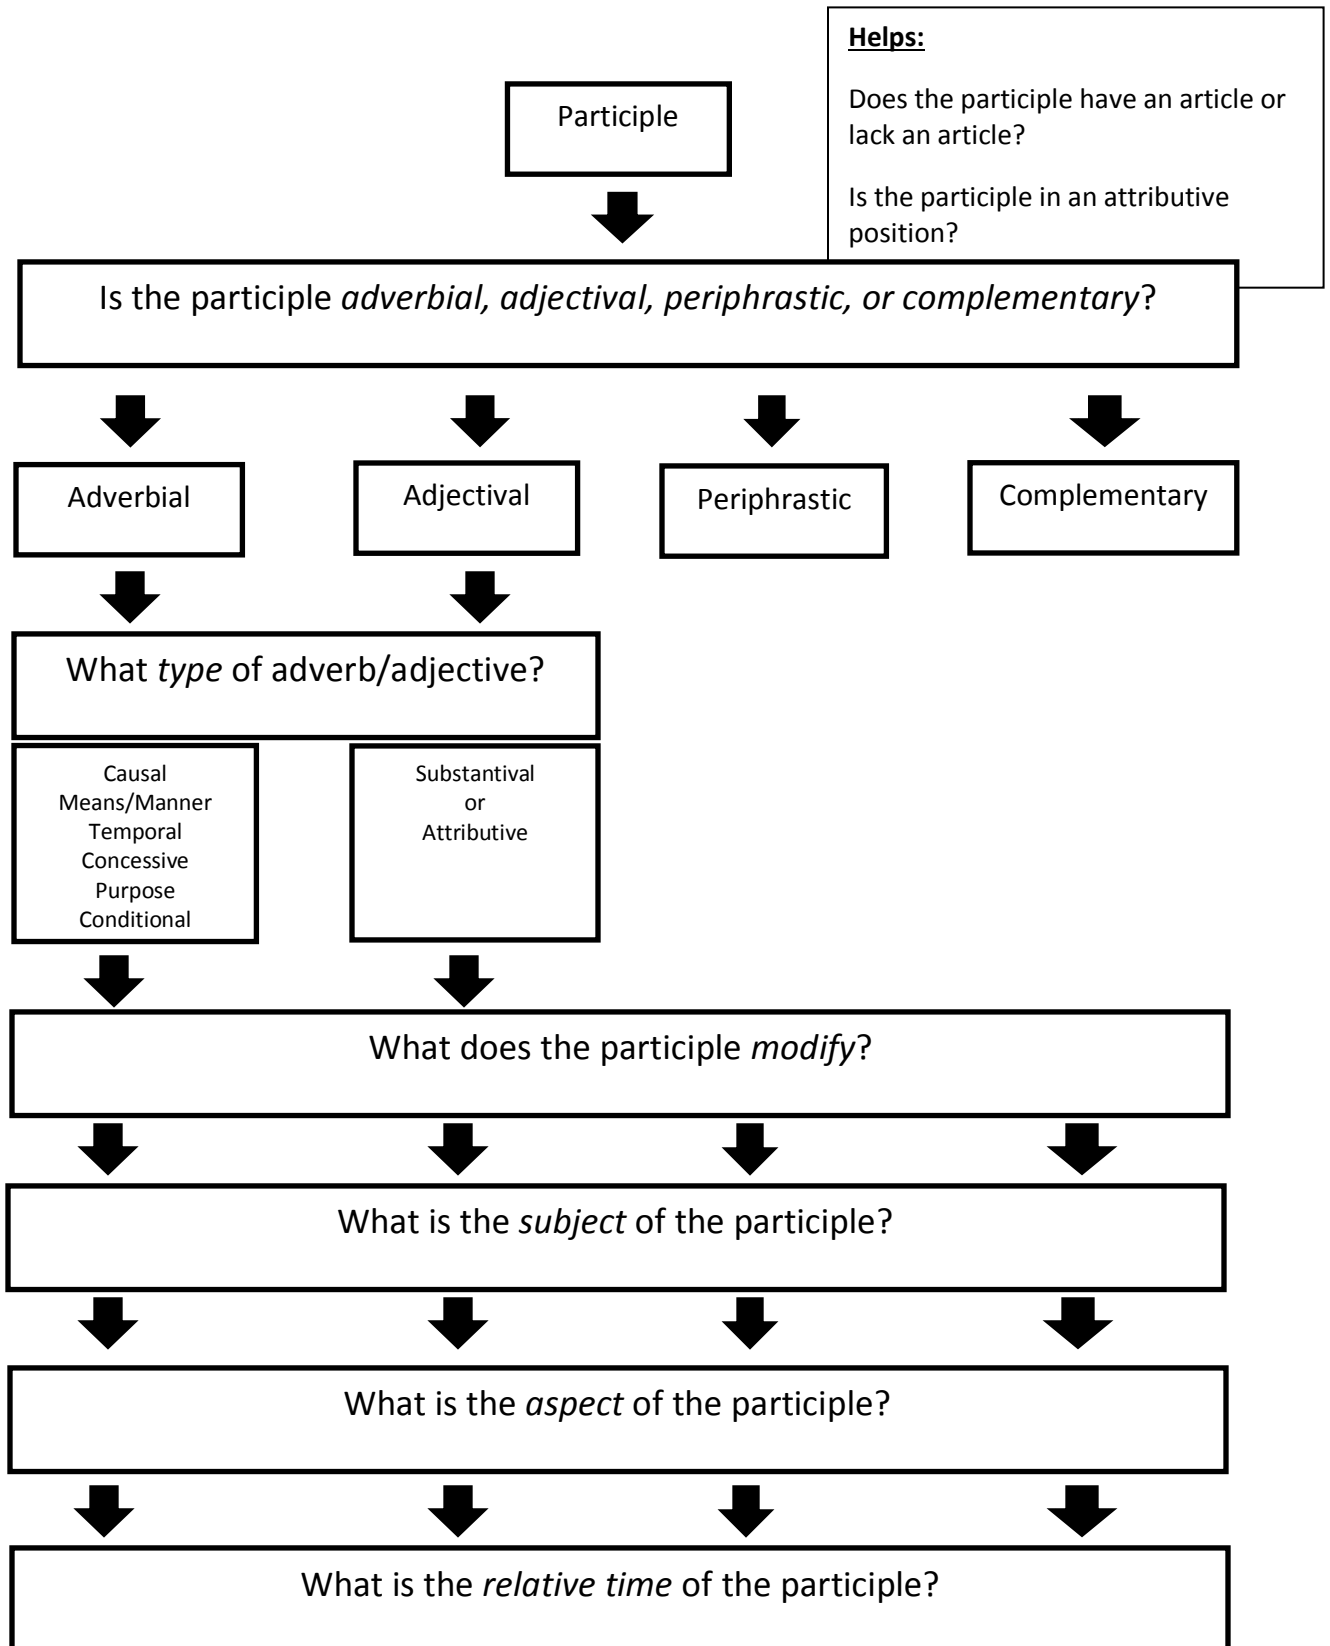 Helps:
Does the participle have an article or
lack an article?
Is the participle in an attributive
position?
Participle
Is the participle adverbial, adjectival, periphrastic, or complementary?
Adverbial
Adjectival
Periphrastic
Complementary
What type of adverb/adjective?
Causal
Means/Manner
Temporal
Concessive
Purpose
Conditional
Substantival
or
Attributive
What does the participle modify?
What is the subject of the participle?
What is the aspect of the participle?
What is the relative time of the participle?